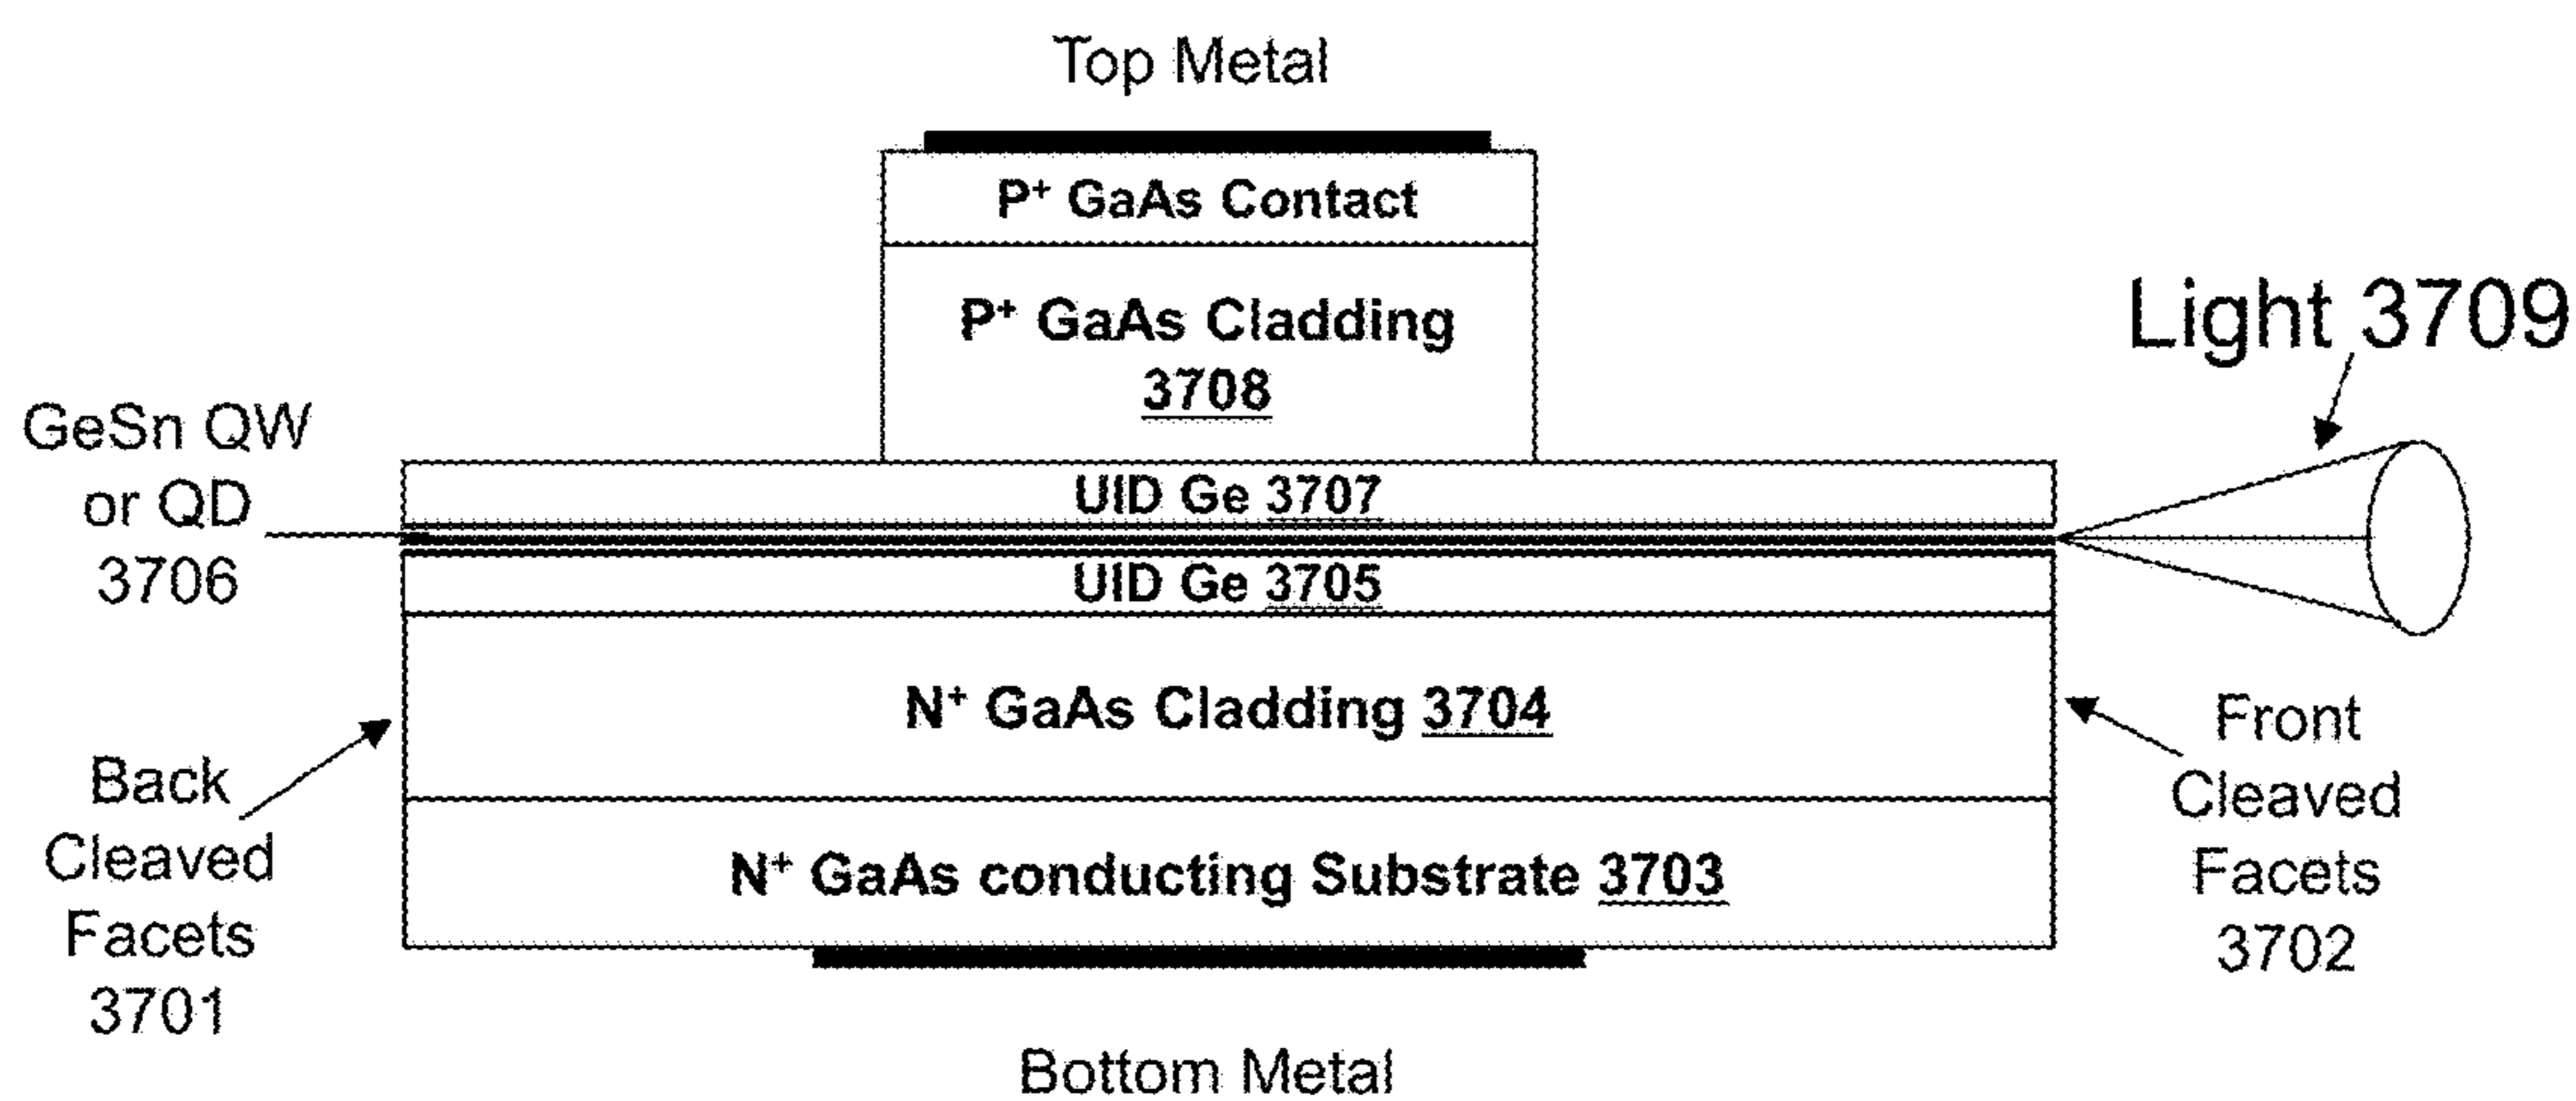 Top Metal
P⁺ GaAs Contact
P⁺ GaAs Cladding
3708
Light 3709
GeSn QW
or QD
3706
UID Ge 3707
UID Ge 3705
N⁺ GaAs Cladding 3704
Back
Cleaved
Facets
3701
Front
Cleaved
Facets
3702
N⁺ GaAs conducting Substrate 3703
Bottom Metal